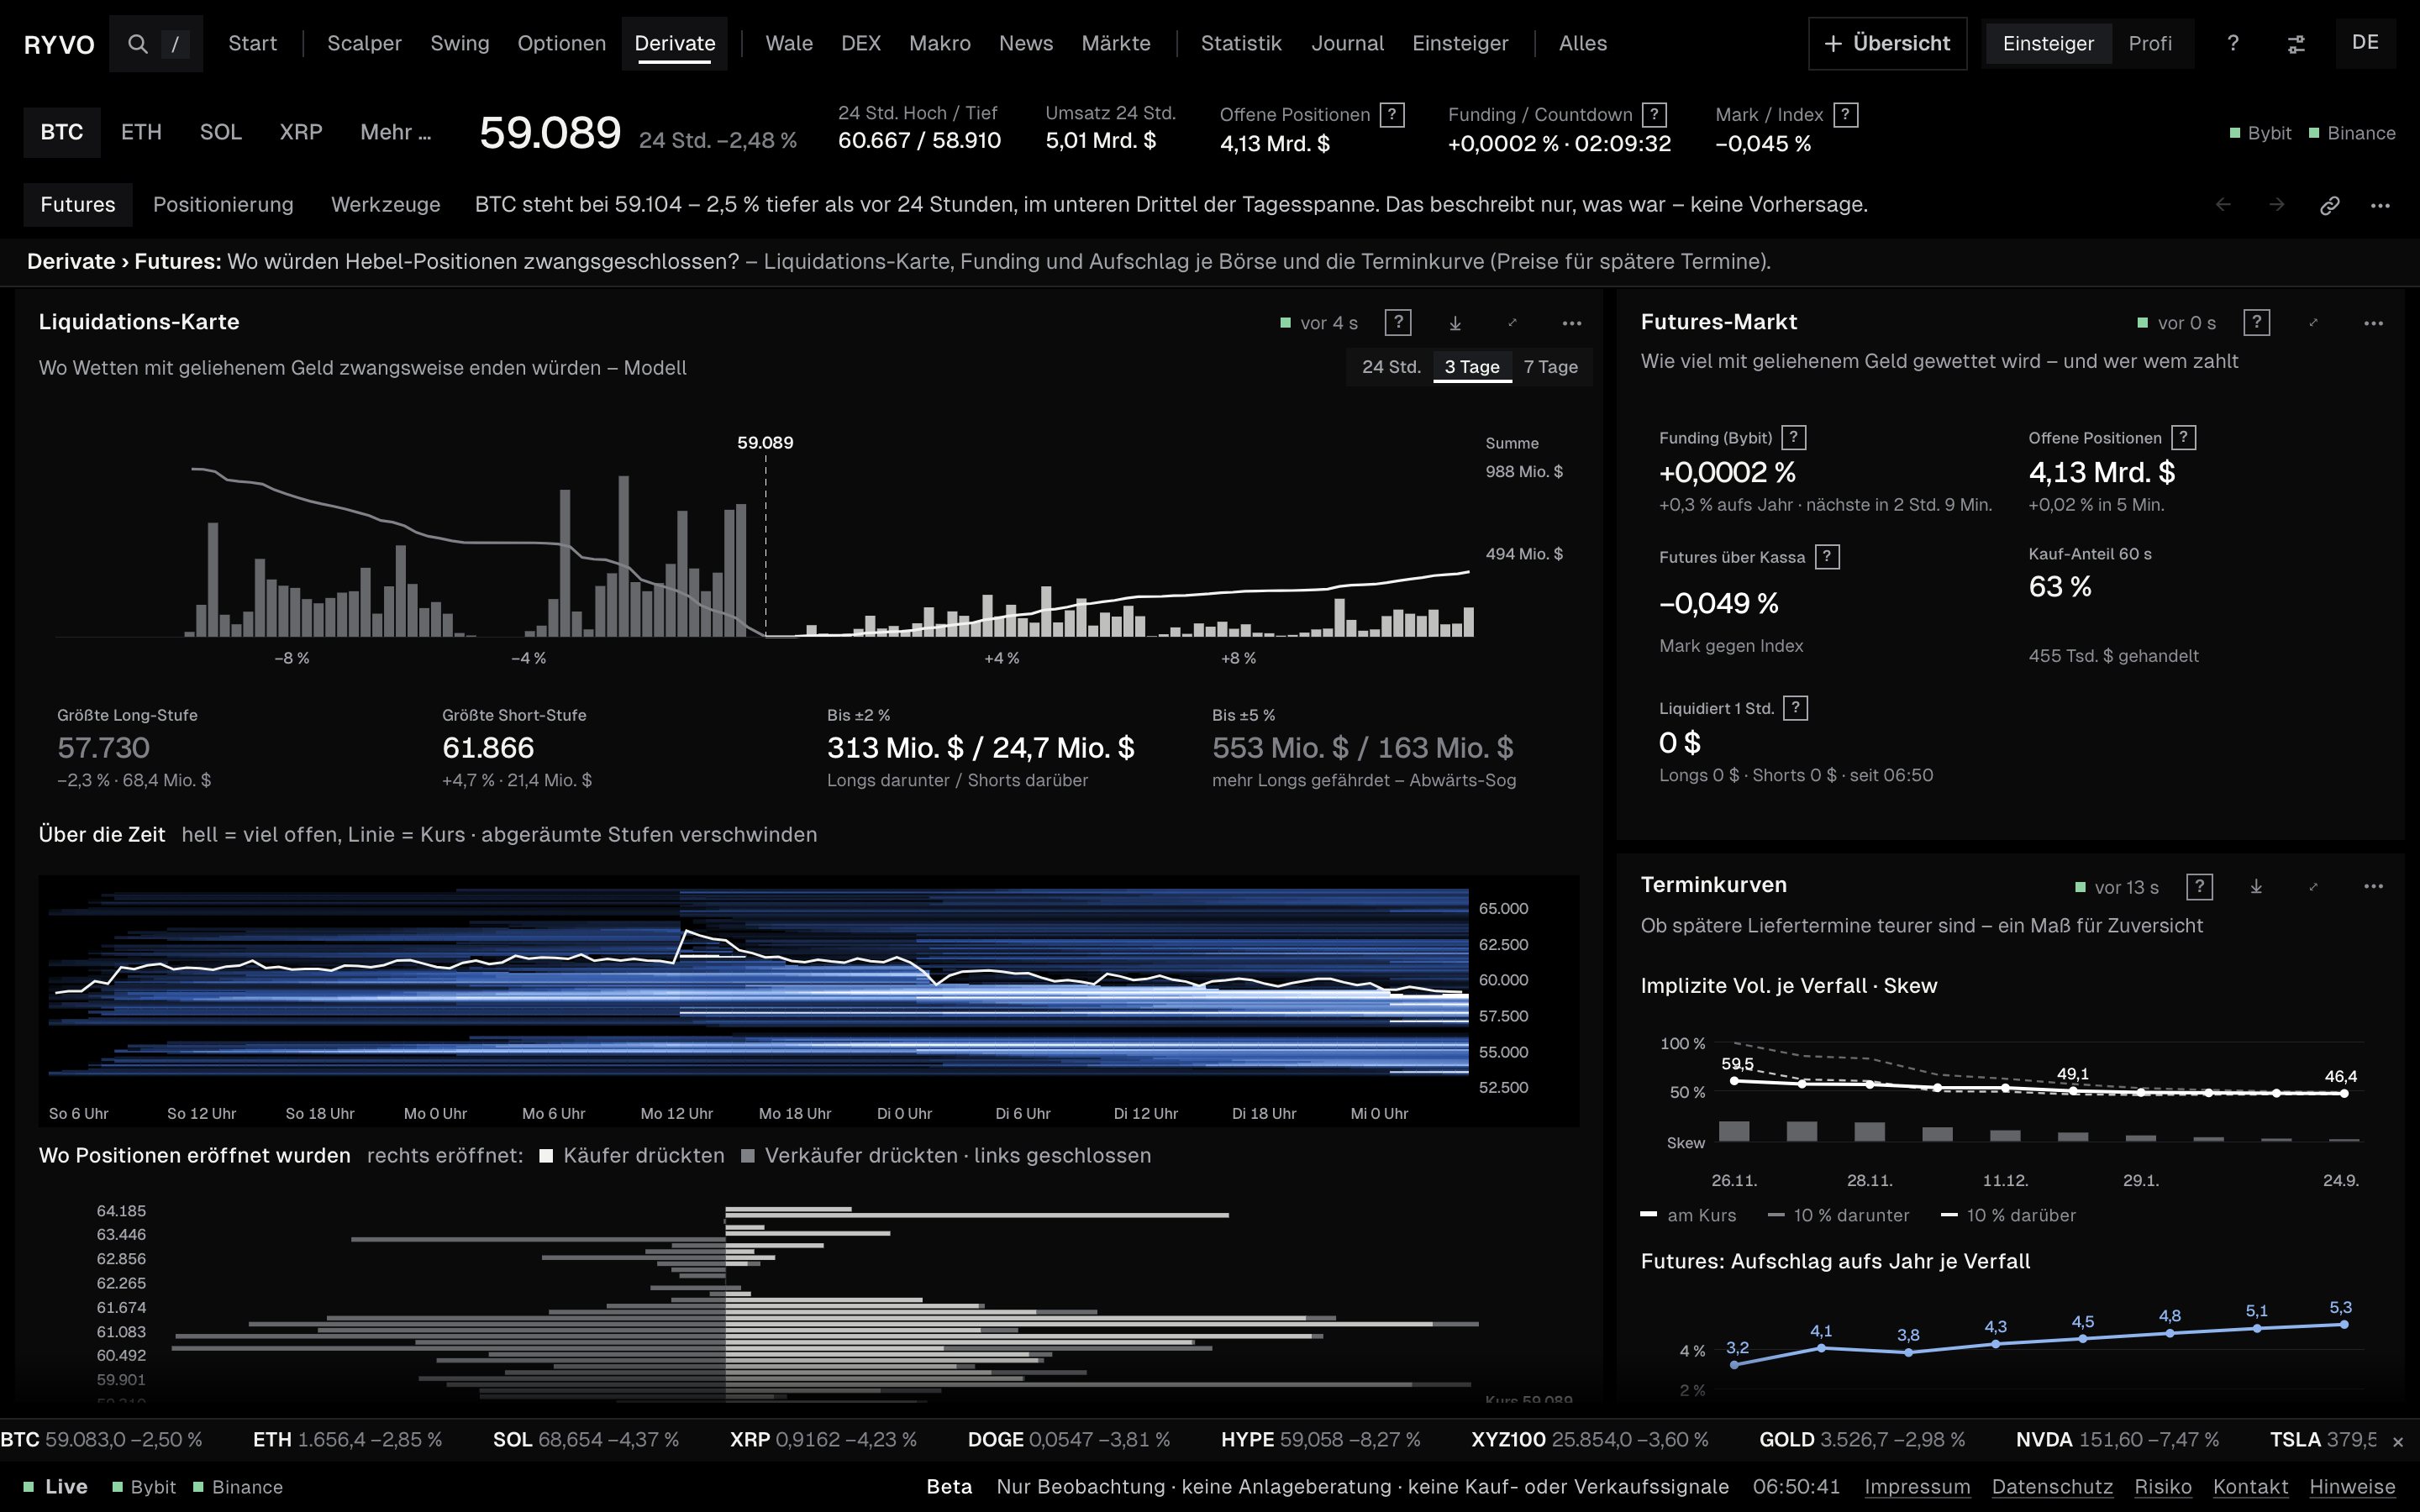 RYVO / Start Scalper Swing Optionen Derivate Wale DEX Makro News Märkte Statistik Journal Einsteiger Alles + Übersicht Einsteiger Profi ? DE
BTC ETH SOL XRP Mehr ... 59.089 24 Std. −2,48 %
24 Std. Hoch / Tief
60.667 / 58.910
Umsatz 24 Std.
5,01 Mrd. $
Offene Positionen ?
4,13 Mrd. $
Funding / Countdown ?
+0,0002 % · 02:09:32
Mark / Index ?
−0,045 %
Bybit Binance
Futures Positionierung Werkzeuge BTC steht bei 59.104 – 2,5 % tiefer als vor 24 Stunden, im unteren Drittel der Tagesspanne. Das beschreibt nur, was war – keine Vorhersage.
Derivate › Futures: Wo würden Hebel-Positionen zwangsgeschlossen? – Liquidations-Karte, Funding und Aufschlag je Börse und die Terminkurve (Preise für spätere Termine).
Liquidations-Karte vor 4 s ?
Wo Wetten mit geliehenem Geld zwangsweise enden würden – Modell 24 Std. 3 Tage 7 Tage
59.089 Summe
988 Mio. $
494 Mio. $
−8 % −4 % +4 % +8 %
Größte Long-Stufe
57.730
−2,3 % · 68,4 Mio. $
Größte Short-Stufe
61.866
+4,7 % · 21,4 Mio. $
Bis ±2 %
313 Mio. $ / 24,7 Mio. $
Longs darunter / Shorts darüber
Bis ±5 %
553 Mio. $ / 163 Mio. $
mehr Longs gefährdet – Abwärts-Sog
Über die Zeit hell = viel offen, Linie = Kurs · abgeräumte Stufen verschwinden
65.000
62.500
60.000
57.500
55.000
52.500
So 6 Uhr So 12 Uhr So 18 Uhr Mo 0 Uhr Mo 6 Uhr Mo 12 Uhr Mo 18 Uhr Di 0 Uhr Di 6 Uhr Di 12 Uhr Di 18 Uhr Mi 0 Uhr
Wo Positionen eröffnet wurden rechts eröffnet: Käufer drückten Verkäufer drückten · links geschlossen
64.185
63.446
62.856
62.265
61.674
61.083
60.492
59.901
Kurs 59.089
Futures-Markt vor 0 s ?
Wie viel mit geliehenem Geld gewettet wird – und wer wem zahlt
Funding (Bybit) ?
+0,0002 %
+0,3 % aufs Jahr · nächste in 2 Std. 9 Min.
Offene Positionen ?
4,13 Mrd. $
+0,02 % in 5 Min.
Futures über Kassa ?
−0,049 %
Mark gegen Index
Kauf-Anteil 60 s
63 %
455 Tsd. $ gehandelt
Liquidiert 1 Std. ?
0 $
Longs 0 $ · Shorts 0 $ · seit 06:50
Terminkurven vor 13 s ?
Ob spätere Liefertermine teurer sind – ein Maß für Zuversicht
Implizite Vol. je Verfall · Skew
100 %
59,5 49,1 46,4
50 %
Skew
26.11. 28.11. 11.12. 29.1. 24.9.
am Kurs 10 % darunter 10 % darüber
Futures: Aufschlag aufs Jahr je Verfall
3,2 4,1 3,8 4,3 4,5 4,8 5,1 5,3
4 %
2 %
BTC 59.083,0 −2,50 % ETH 1.656,4 −2,85 % SOL 68,654 −4,37 % XRP 0,9162 −4,23 % DOGE 0,0547 −3,81 % HYPE 59,058 −8,27 % XYZ100 25.854,0 −3,60 % GOLD 3.526,7 −2,98 % NVDA 151,60 −7,47 % TSLA 379,5 ×
Live Bybit Binance Beta Nur Beobachtung · keine Anlageberatung · keine Kauf- oder Verkaufssignale 06:50:41 Impressum Datenschutz Risiko Kontakt Hinweise